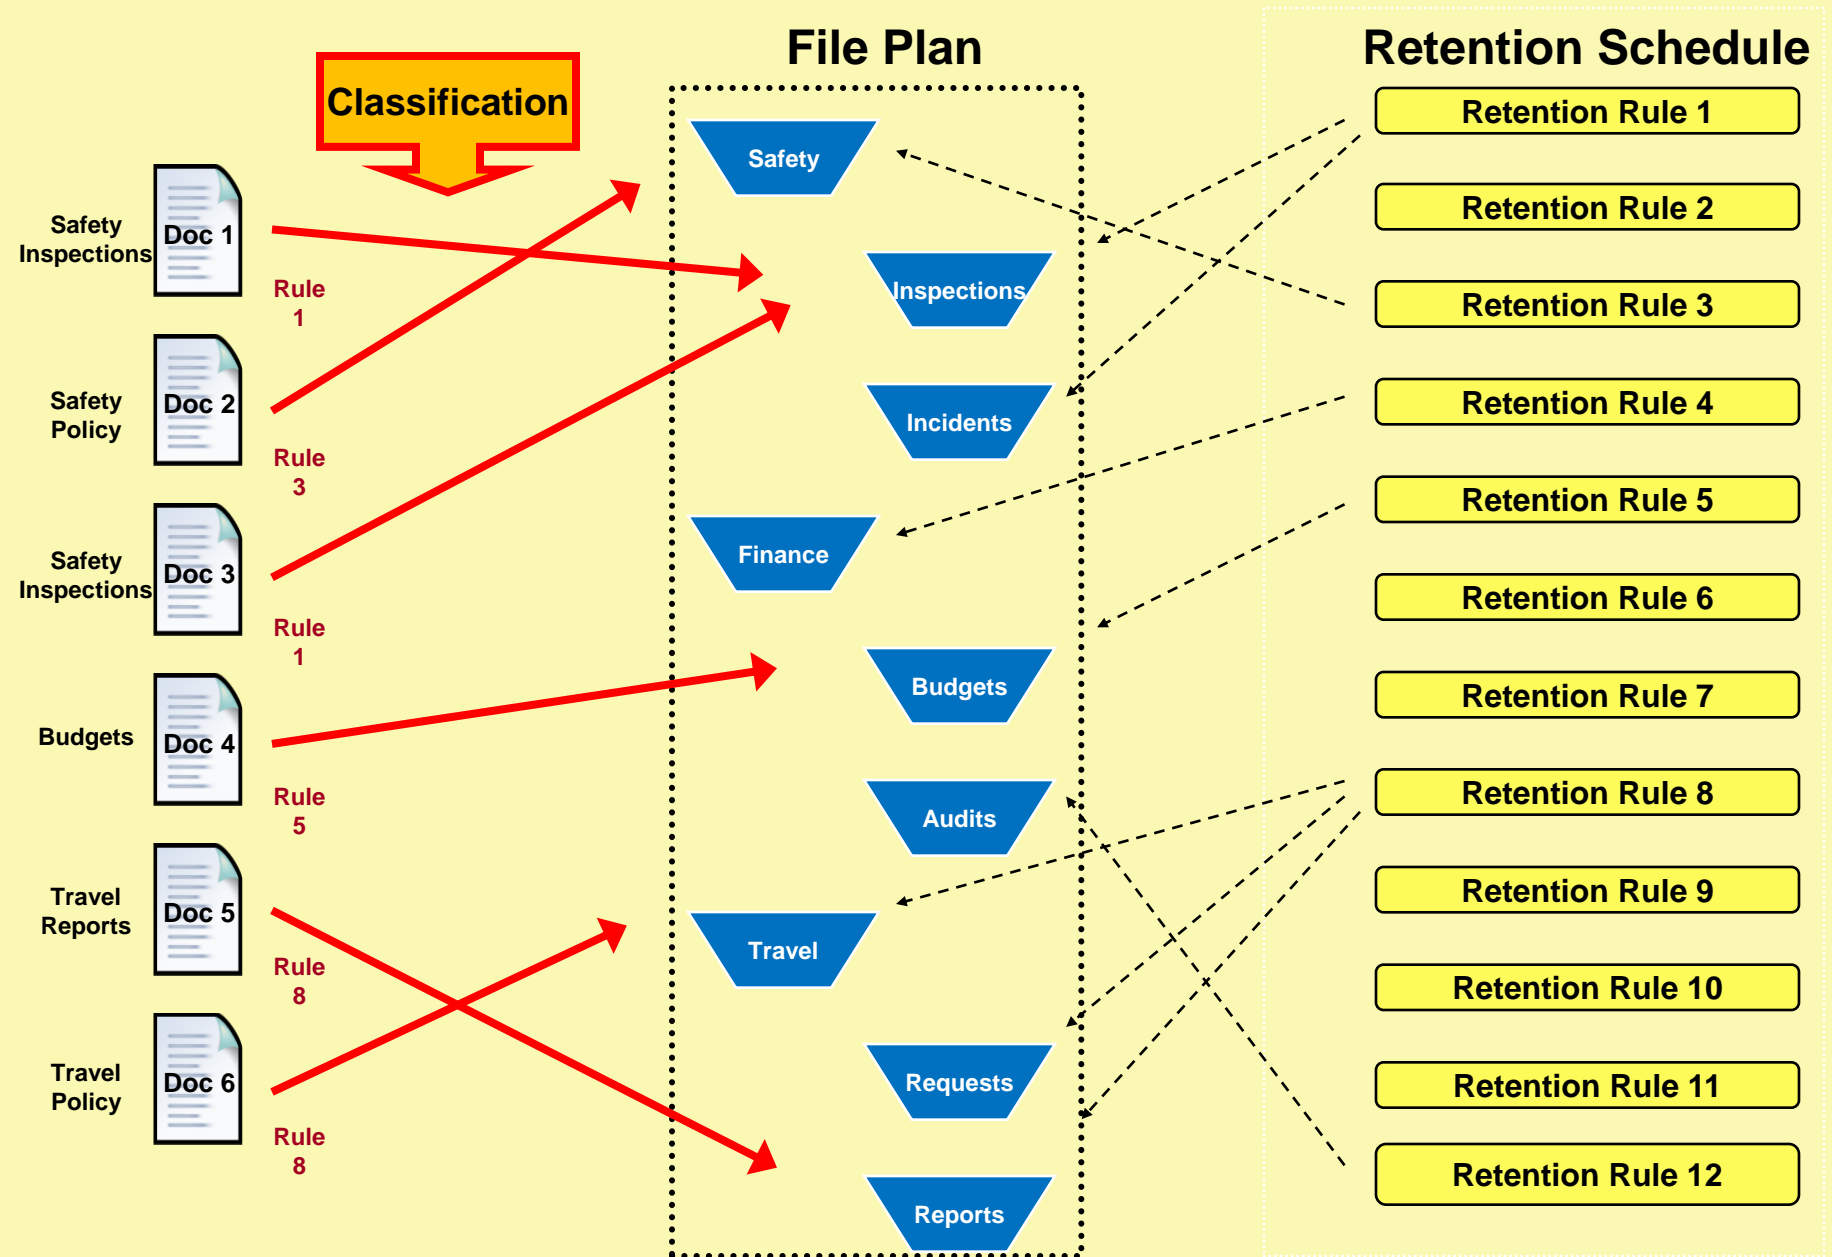 File Plan
Retention Schedule
Classification
Safety
Inspections
Doc 1
Rule
1
Safety
Policy
Doc 2
Rule
3
Safety
Inspections
Doc 3
Rule
1
Budgets
Doc 4
Rule
5
Travel
Reports
Doc 5
Rule
8
Travel
Policy
Doc 6
Rule
8
Safety
Inspections
Incidents
Finance
Budgets
Audits
Travel
Requests
Reports
Retention Rule 1
Retention Rule 2
Retention Rule 3
Retention Rule 4
Retention Rule 5
Retention Rule 6
Retention Rule 7
Retention Rule 8
Retention Rule 9
Retention Rule 10
Retention Rule 11
Retention Rule 12